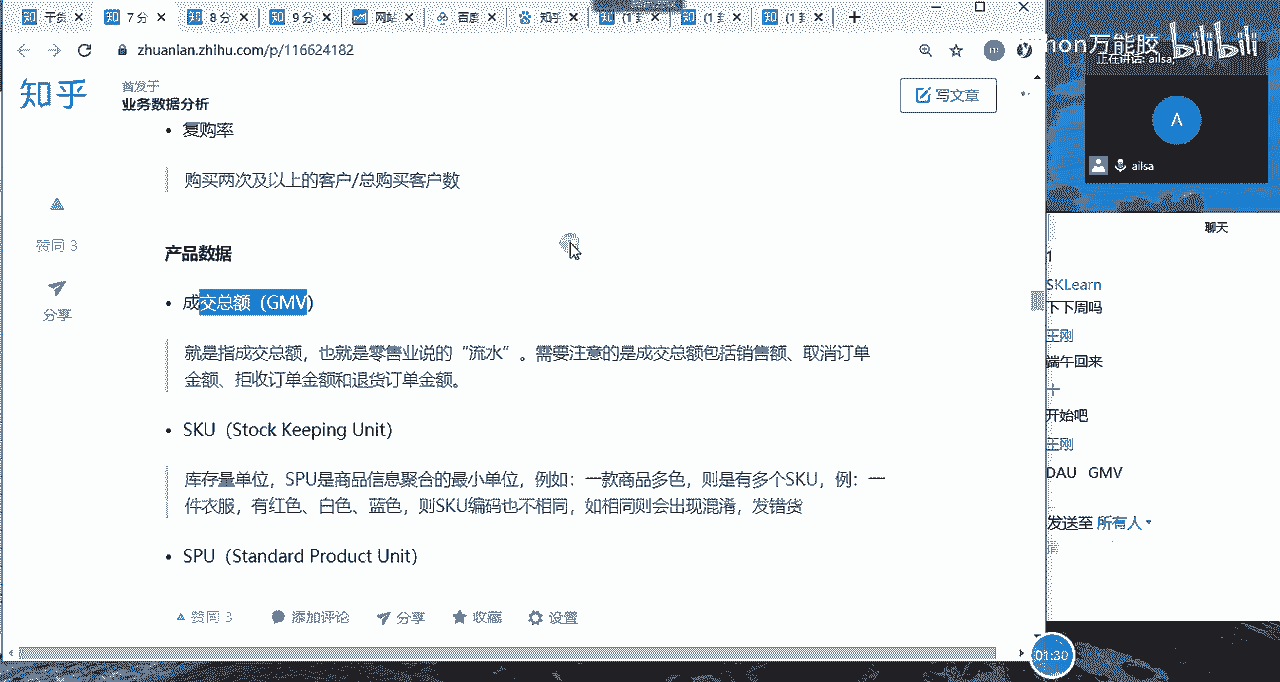 干货
7 分
8 分
9 分
网站
百度
知乎
(1 封
(1 封
(1 封
zhuanlan.zhihu.com/p/116624182
hon万能胶 bilibili
正在讲话: ailsa
知乎
首发于
业务数据分析
写文章
A
ailsa
• 复购率
购买两次及以上的客户/总购买客户数
赞同 3
分享
产品数据
• 成交总额（GMV）
就是指成交总额，也就是零售业说的“流水”。需要注意的是成交总额包括销售额、取消订单
金额、拒收订单金额和退货订单金额。
• SKU（Stock Keeping Unit）
库存量单位，SPU是商品信息聚合的最小单位，例如：一款商品多色，则是有多个SKU，例：一
件衣服，有红色、白色、蓝色，则SKU编码也不相同，如相同则会出现混淆，发错货
• SPU（Standard Product Unit）
赞同 3 添加评论 分享 收藏 设置
聊天
1
SKLearn
下下周吗
王刚
端午回来
开始吧
王刚
DAU GMV
发送至 所有人
01:30